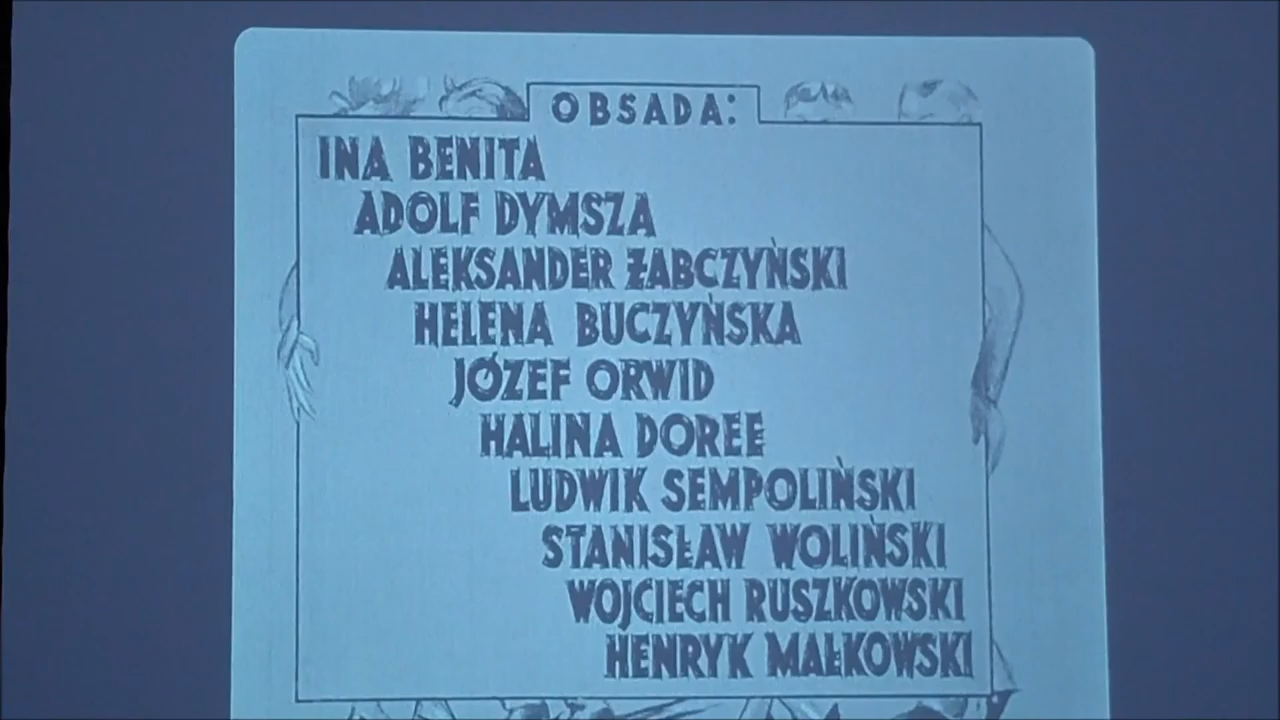 OBSADA:
INA BENITA
ADOLF DYMSZA
ALEKSANDER ŻABCZYŃSKI
HELENA BUCZYŃSKA
JÓZEF ORWID
HALINA DOREE
LUDWIK SEMPOLIŃSKI
STANISŁAW WOLIŃSKI
WOJCIECH RUSZKOWSKI
HENRYK MAŁKOWSKI